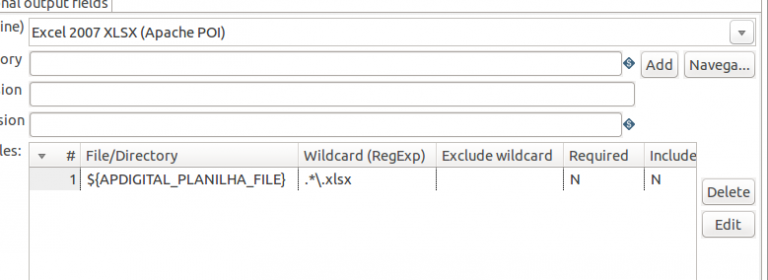 nal output fields
ine) Excel 2007 XLSX (Apache POI)
ory Add Navega...
ion
sion
les: # File/Directory Wildcard (RegExp) Exclude wildcard Required Include
1 ${APDIGITAL_PLANILHA_FILE} .*\.xlsx N N
Delete
Edit